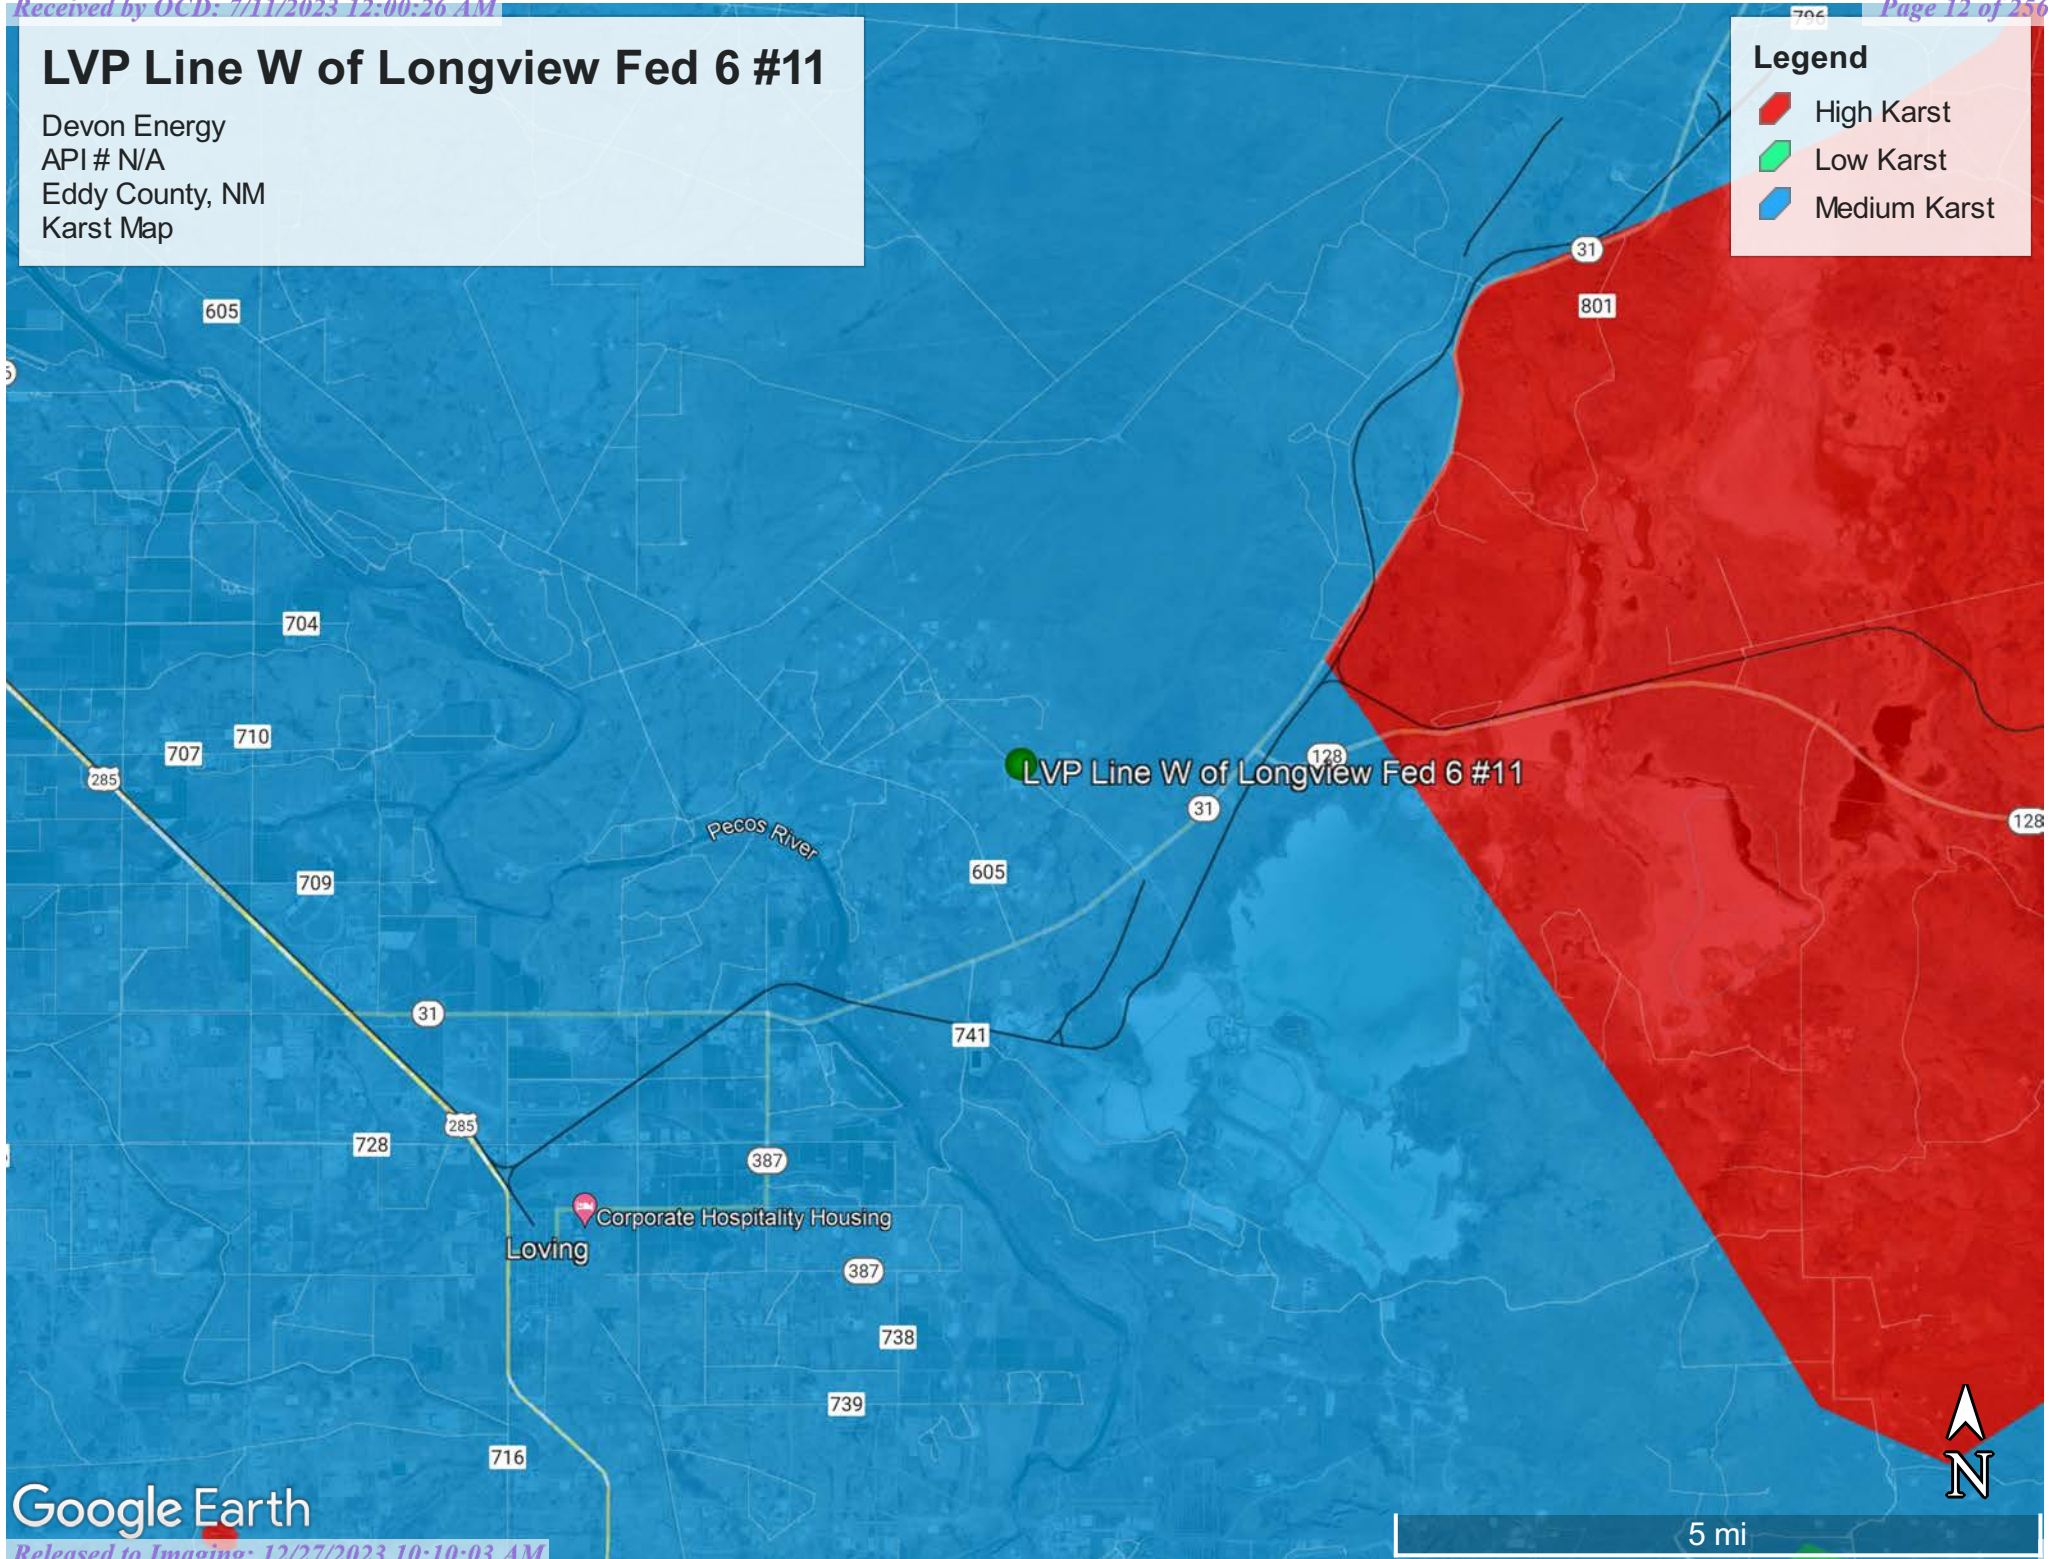 Received by OCD: 7/11/2023 12:00:26 AM
Page 12 of 256
796
LVP Line W of Longview Fed 6 #11
Devon Energy
API # N/A
Eddy County, NM
Karst Map
Legend
High Karst
Low Karst
Medium Karst
31
801
605
704
710
707
285
128
LVP Line W of Longview Fed 6 #11
31
128
Pecos River
605
709
31
741
285
728
387
Corporate Hospitality Housing
Loving
387
738
739
716
N
Google Earth
5 mi
Released to Imaging: 12/27/2023 10:10:03 AM